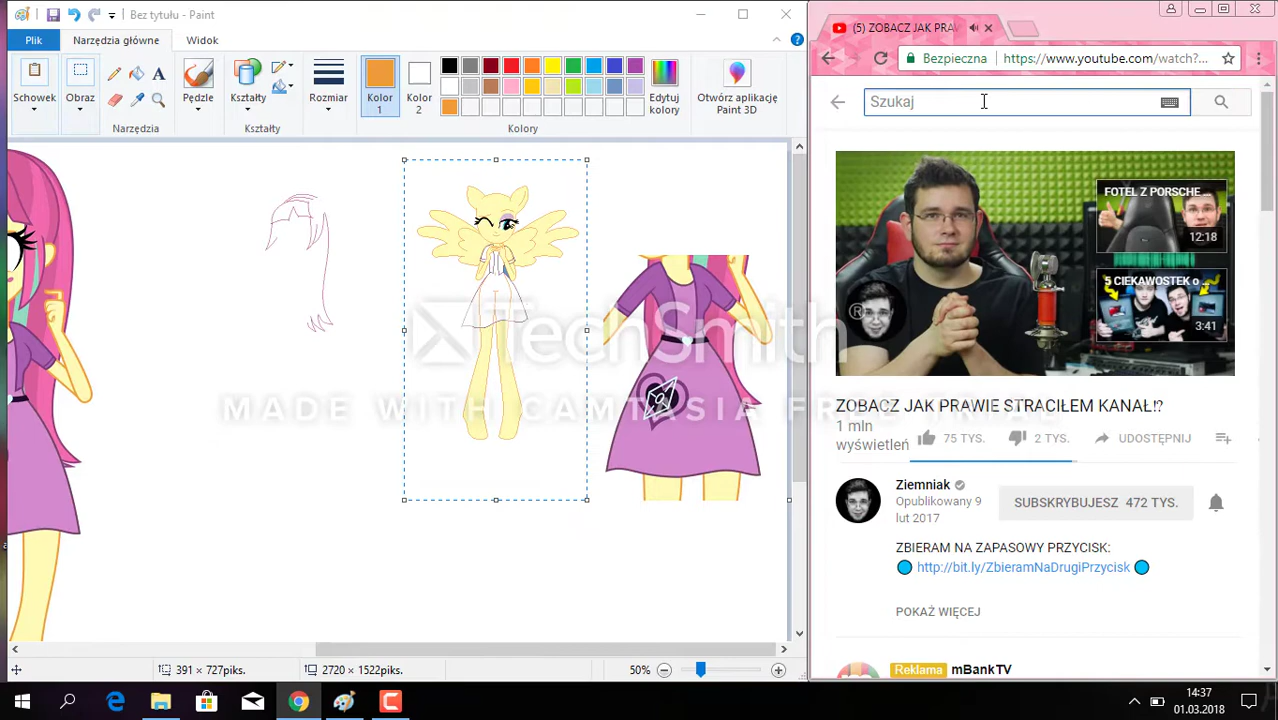 Bez tytułu - Paint
Plik
Narzędzia główne
Widok
Schowek
Obraz
Narzędzia
Pędzle
Kształty
Kształty
Rozmiar
Kolor 1
Kolor 2
Kolory
Edytuj kolory
Otwórz aplikację Paint 3D
TechSmith®
MADE WITH CAMTASIA FREE TRIAL
391 × 727piks.
2720 × 1522piks.
50%
(5) ZOBACZ JAK PRAW
Bezpieczna
https://www.youtube.com/watch?...
Szukaj
FOTEL Z PORSCHE
12:18
5 CIEKAWOSTEK o
3:41
ZOBACZ JAK PRAWIE STRACIŁEM KANAŁ!?
1 mln wyświetleń
75 TYS.
2 TYS.
UDOSTĘPNIJ
Ziemniak
Opublikowany 9 lut 2017
SUBSKRYBUJESZ 472 TYS.
ZBIERAM NA ZAPASOWY PRZYCISK:
http://bit.ly/ZbieramNaDrugiPrzycisk
POKAŻ WIĘCEJ
Reklama mBankTV
14:37
01.03.2018